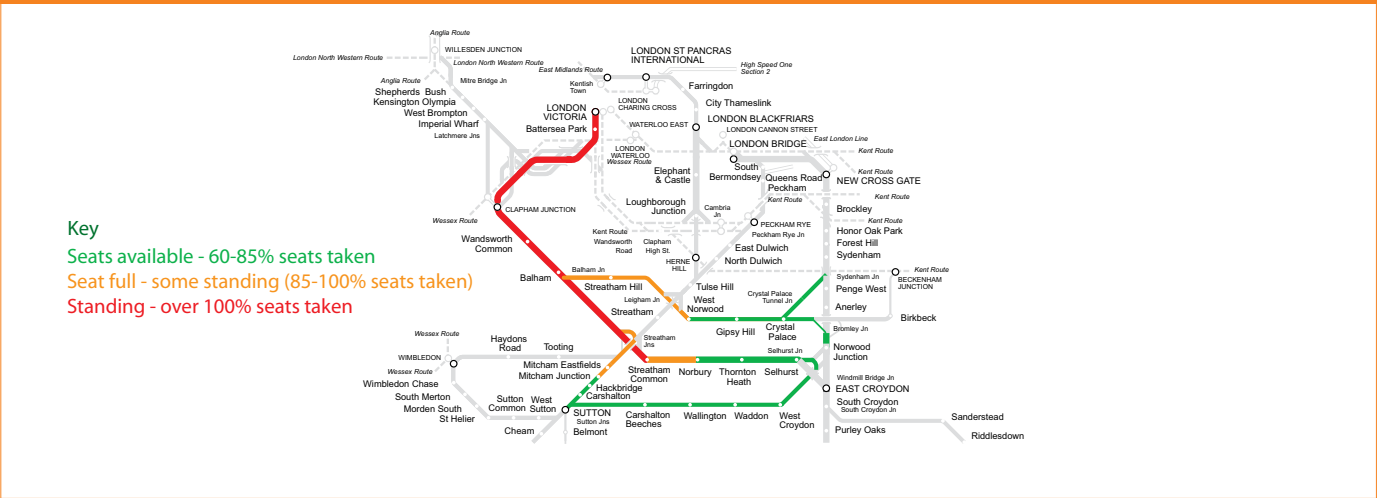 Anglia Route
WILLESDEN JUNCTION
London North Western Route
London North Western Route
Anglia Route
Mitre Bridge Jn
Shepherds Bush
Kensington Olympia
West Brompton
Imperial Wharf
Latchmere Jns
LONDON ST PANCRAS
INTERNATIONAL
East Midlands Route
High Speed One
Section 2
Kentish
Town
Farringdon
City Thameslink
LONDON
VICTORIA
LONDON
CHARING CROSS
Battersea Park
WATERLOO EAST
LONDON BLACKFRIARS
LONDON CANNON STREET
East London Line
LONDON BRIDGE
Kent Route
LONDON
WATERLOO
Wessex Route
Elephant
& Castle
South
Bermondsey
Queens Road
Peckham
Kent Route
NEW CROSS GATE
Kent Route
Kent Route
Loughborough
Junction
Cambria
Jn
Brockley
Kent Route
CLAPHAM JUNCTION
Wessex Route
Kent Route
Wandsworth
Road
Clapham
High St.
PECKHAM RYE
Peckham Rye Jn
Honor Oak Park
Forest Hill
Sydenham
Key
Seats available - 60-85% seats taken
Seat full - some standing (85-100% seats taken)
Standing - over 100% seats taken
Wandsworth
Common
East Dulwich
North Dulwich
HERNE
HILL
Balham
Balham Jn
Streatham Hill
Leigham Jn
Streatham
Tulse Hill
West
Norwood
Crystal Palace
Tunnel Jn
Sydenham Jn
Kent Route
BECKENHAM
JUNCTION
Penge West
Anerley
Birkbeck
Gipsy Hill
Crystal
Palace
Bromley Jn
Wessex Route
WIMBLEDON
Wessex Route
Haydons
Road
Tooting
Streatham
Jns
Norwood
Junction
Selhurst Jn
Mitcham Eastfields
Mitcham Junction
Streatham
Common
Norbury
Thornton
Heath
Selhurst
Windmill Bridge Jn
EAST CROYDON
Wimbledon Chase
South Merton
Morden South
St Helier
Hackbridge
Carshalton
Sutton
Common
West
Sutton
SUTTON
Sutton Jns
Cheam
Belmont
Carshalton
Beeches
Wallington
Waddon
West
Croydon
South Croydon
South Croydon Jn
Purley Oaks
Sanderstead
Riddlesdown